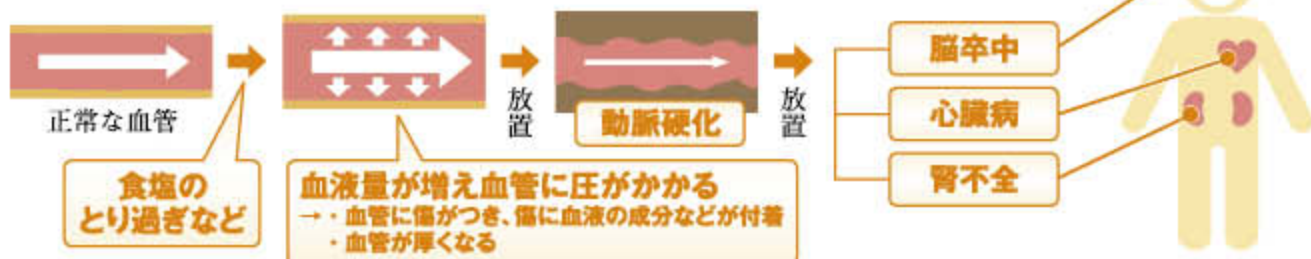 正常な血管
食塩の
とり過ぎなど
血液量が増え血管に圧がかかる
→・血管に傷がつき、傷に血液の成分などが付着
・血管が厚くなる
放置
動脈硬化
放置
脳卒中
心臓病
腎不全